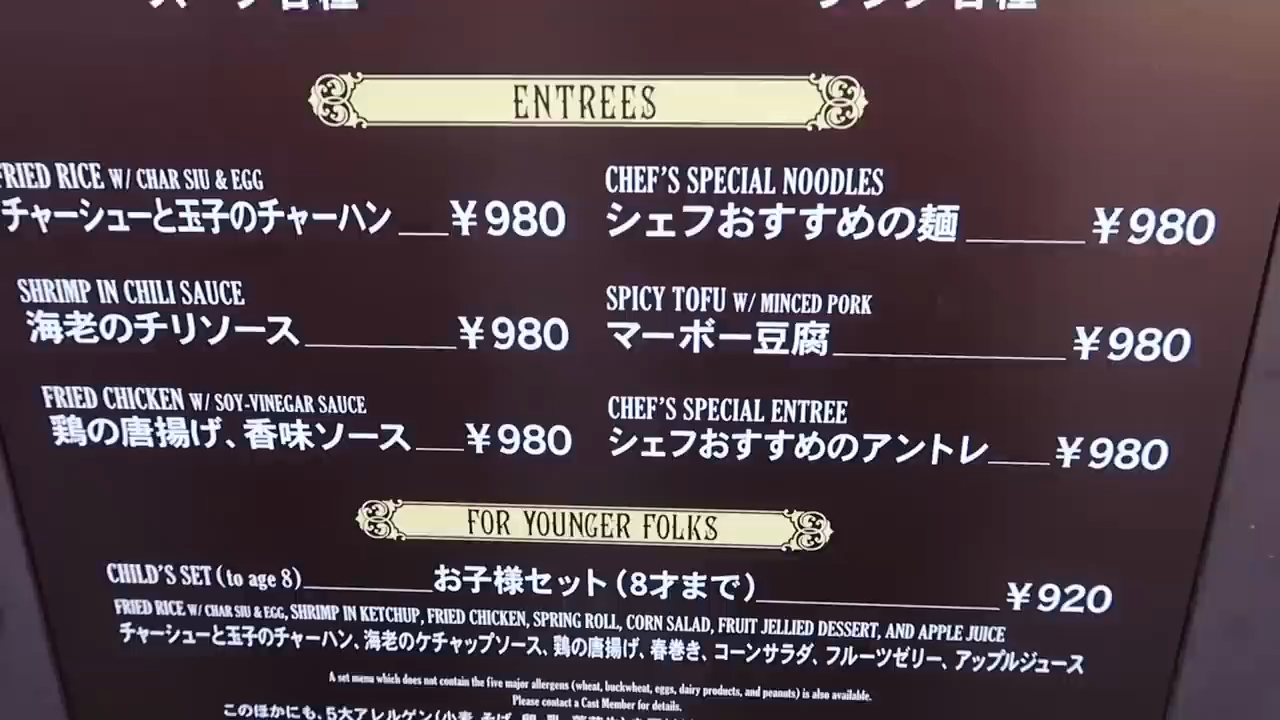 ENTREES
FRIED RICE W/ CHAR SIU & EGG
チャーシューと玉子のチャーハン ¥980
SHRIMP IN CHILI SAUCE
海老のチリソース ¥980
FRIED CHICKEN W/ SOY-VINEGAR SAUCE
鶏の唐揚げ、香味ソース ¥980
CHEF'S SPECIAL NOODLES
シェフおすすめの麺 ¥980
SPICY TOFU W/ MINCED PORK
マーボー豆腐 ¥980
CHEF'S SPECIAL ENTREE
シェフおすすめのアントレ ¥980
FOR YOUNGER FOLKS
CHILD'S SET (to age 8) お子様セット (8才まで) ¥920
FRIED RICE W/ CHAR SIU & EGG, SHRIMP IN KETCHUP, FRIED CHICKEN, SPRING ROLL, CORN SALAD, FRUIT JELLIED DESSERT, AND APPLE JUICE
チャーシューと玉子のチャーハン、海老のケチャップソース、鶏の唐揚げ、春巻き、コーンサラダ、フルーツゼリー、アップルジュース
A set menu which does not contain the five major allergens (wheat, buckwheat, eggs, dairy products, and peanuts) is also available.
Please contact a Cast Member for details.
このほかにも、5大アレルゲン